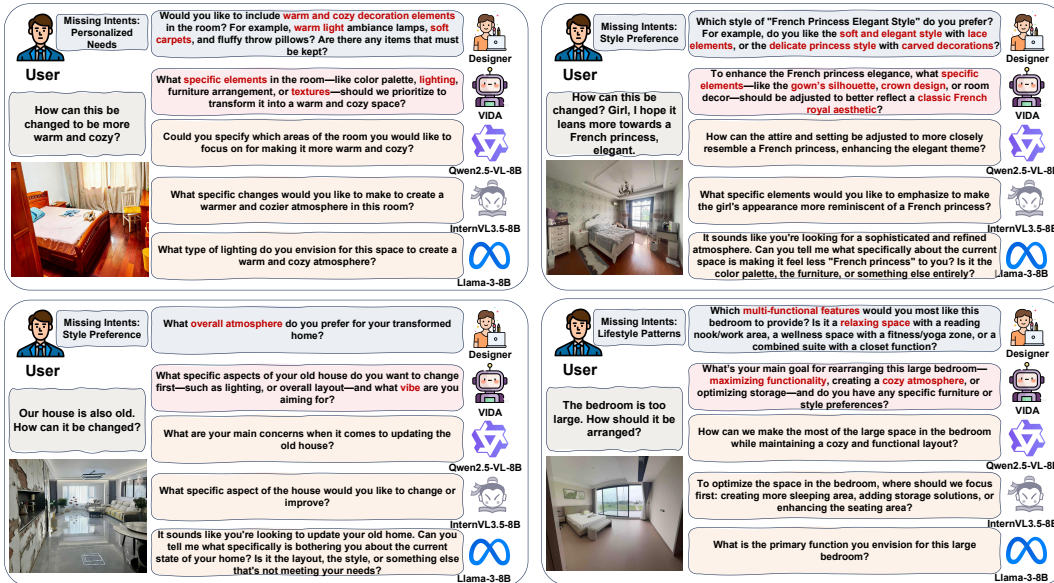 Missing Intents:
Personalized
Needs
User
How can this be
changed to be more
warm and cozy?
Would you like to include warm and cozy decoration elements
in the room? For example, warm light ambiance lamps, soft
carpets, and fluffy throw pillows? Are there any items that must
be kept?
Designer
What specific elements in the room—like color palette, lighting,
furniture arrangement, or textures—should we prioritize to
transform it into a warm and cozy space?
VIDA
Could you specify which areas of the room you would like to
focus on for making it more warm and cozy?
Qwen2.5-VL-8B
What specific changes would you like to make to create a
warmer and cozier atmosphere in this room?
InternVL3.5-8B
What type of lighting do you envision for this space to create a
warm and cozy atmosphere?
Llama-3-8B
Missing Intents:
Style Preference
User
How can this be
changed? Girl, I hope it
leans more towards a
French princess,
elegant.
Which style of "French Princess Elegant Style" do you prefer?
For example, do you like the soft and elegant style with lace
elements, or the delicate princess style with carved decorations?
Designer
To enhance the French princess elegance, what specific
elements—like the gown's silhouette, crown design, or room
decor—should be adjusted to better reflect a classic French
royal aesthetic?
VIDA
How can the attire and setting be adjusted to more closely
resemble a French princess, enhancing the elegant theme?
Qwen2.5-VL-8B
What specific elements would you like to emphasize to make
the girl's appearance more reminiscent of a French princess?
InternVL3.5-8B
It sounds like you're looking for a sophisticated and refined
atmosphere. Can you tell me what specifically about the current
space is making it feel less "French princess" to you? Is it the
color palette, the furniture, or something else entirely?
Llama-3-8B
Missing Intents:
Style Preference
User
Our house is also old.
How can it be changed?
What overall atmosphere do you prefer for your transformed
home?
Designer
What specific aspects of your old house do you want to change
first—such as lighting, or overall layout—and what vibe are you
aiming for?
VIDA
What are your main concerns when it comes to updating the
old house?
Qwen2.5-VL-8B
What specific aspect of the house would you like to change or
improve?
InternVL3.5-8B
It sounds like you're looking to update your old home. Can you
tell me what specifically is bothering you about the current
state of your home? Is it the layout, the style, or something else
that's not meeting your needs?
Llama-3-8B
Missing Intents:
Lifestyle Patterns
User
The bedroom is too
large. How should it be
arranged?
Which multi-functional features would you most like this
bedroom to provide? Is it a relaxing space with a reading
nook/work area, a wellness space with a fitness/yoga zone, or a
combined suite with a closet function?
Designer
What's your main goal for rearranging this large bedroom—
maximizing functionality, creating a cozy atmosphere, or
optimizing storage—and do you have any specific furniture or
style preferences?
VIDA
How can we make the most of the large space in the bedroom
while maintaining a cozy and functional layout?
Qwen2.5-VL-8B
To optimize the space in the bedroom, where should we focus
first: creating more sleeping area, adding storage solutions, or
enhancing the seating area?
InternVL3.5-8B
What is the primary function you envision for this large
bedroom?
Llama-3-8B